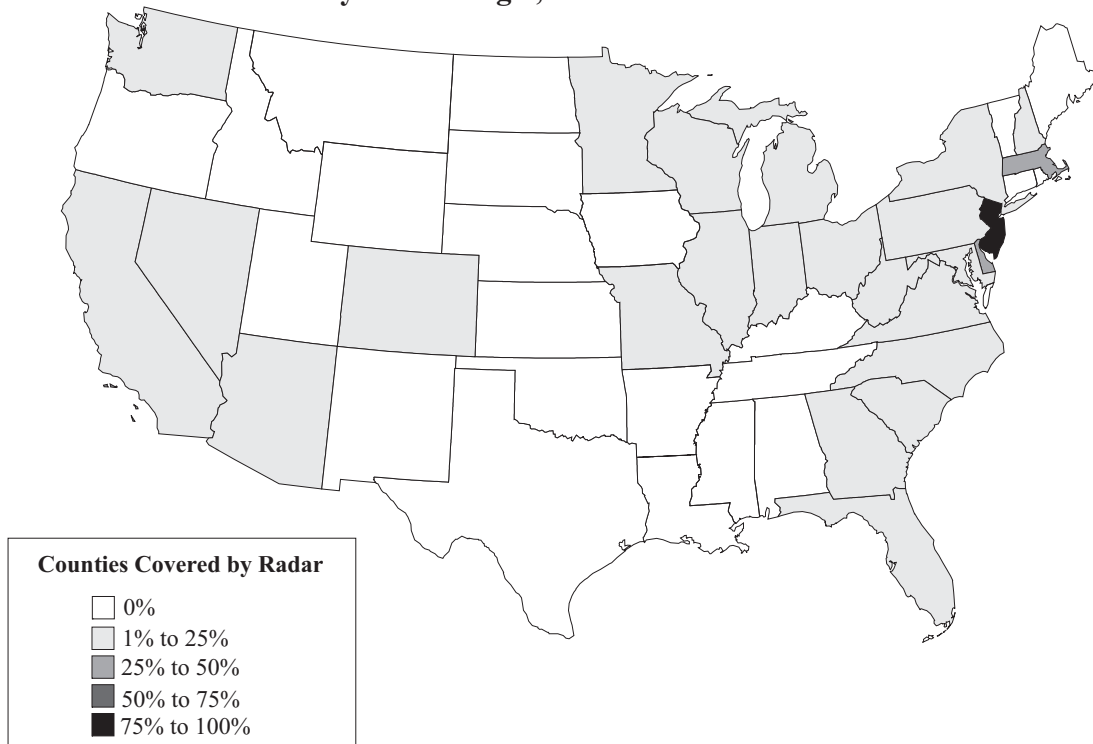 Counties Covered by Radar
0%
1% to 25%
25% to 50%
50% to 75%
75% to 100%